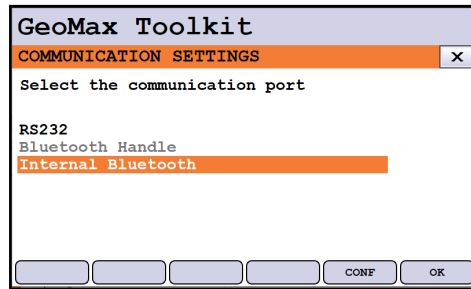 GeoMax Toolkit
COMMUNICATION SETTINGS
X
Select the communication port
RS232
Bluetooth Handle
Internal Bluetooth
CONF
OK